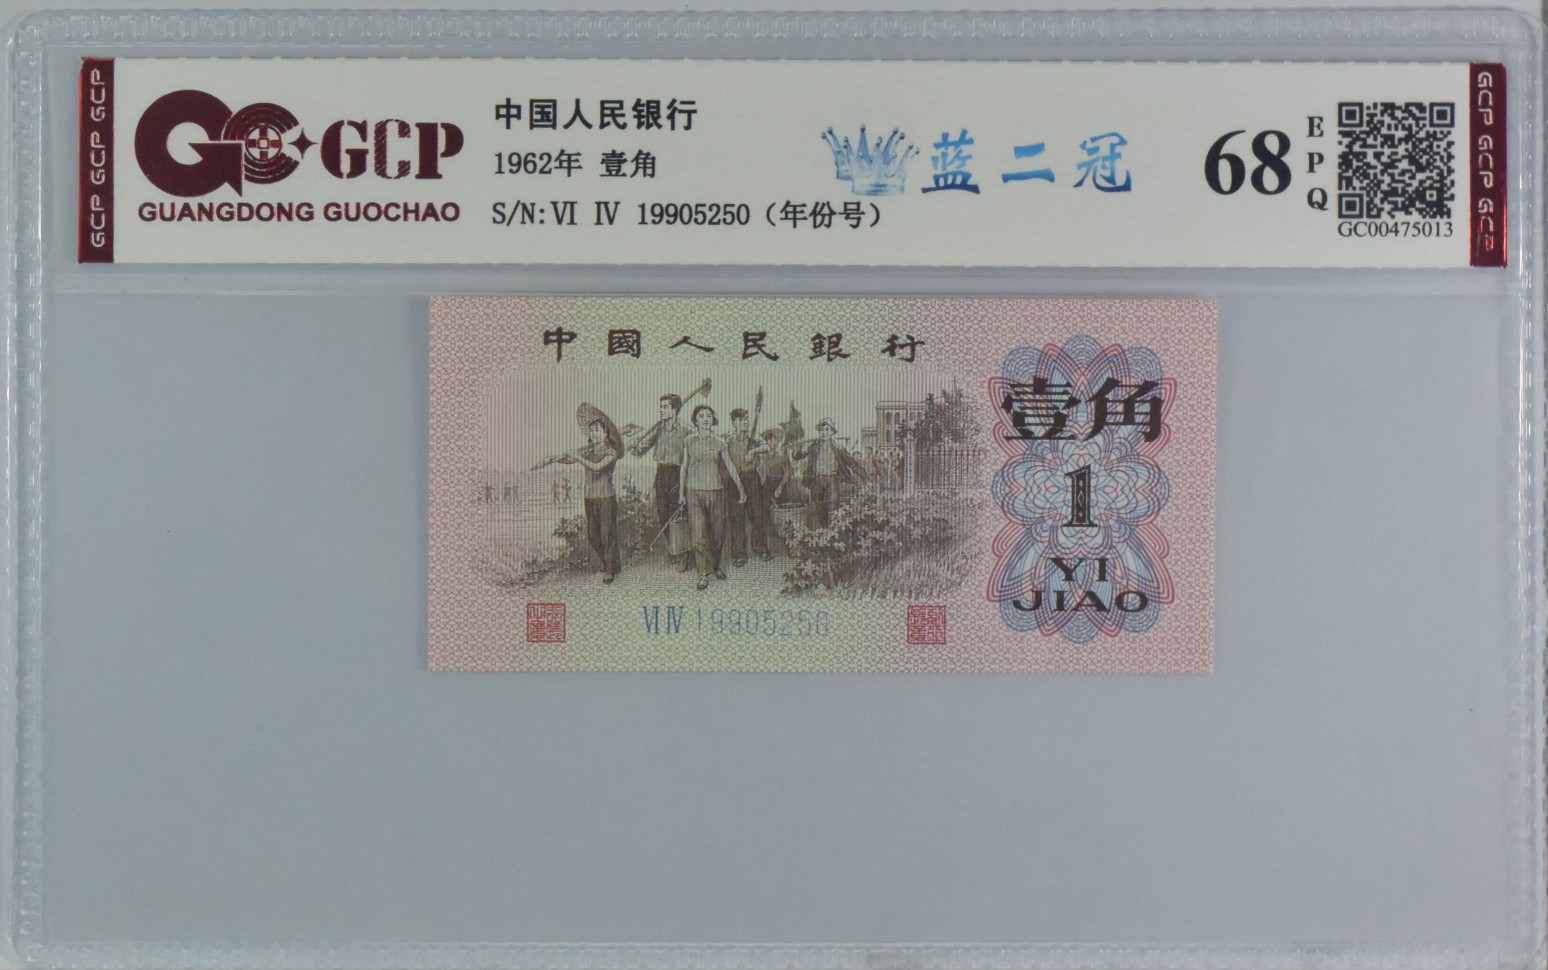 GCP GCP GCP
GCP
GUANGDONG GUOCHAO
中国人民银行
1962年 壹角
S/N:Ⅵ Ⅳ 19905250（年份号）
蓝二冠
68
EPQ
GC00475013
GCP GCP GCP
中國人民銀行
壹角
1
YI
JIAO
ⅥⅣ 19905250